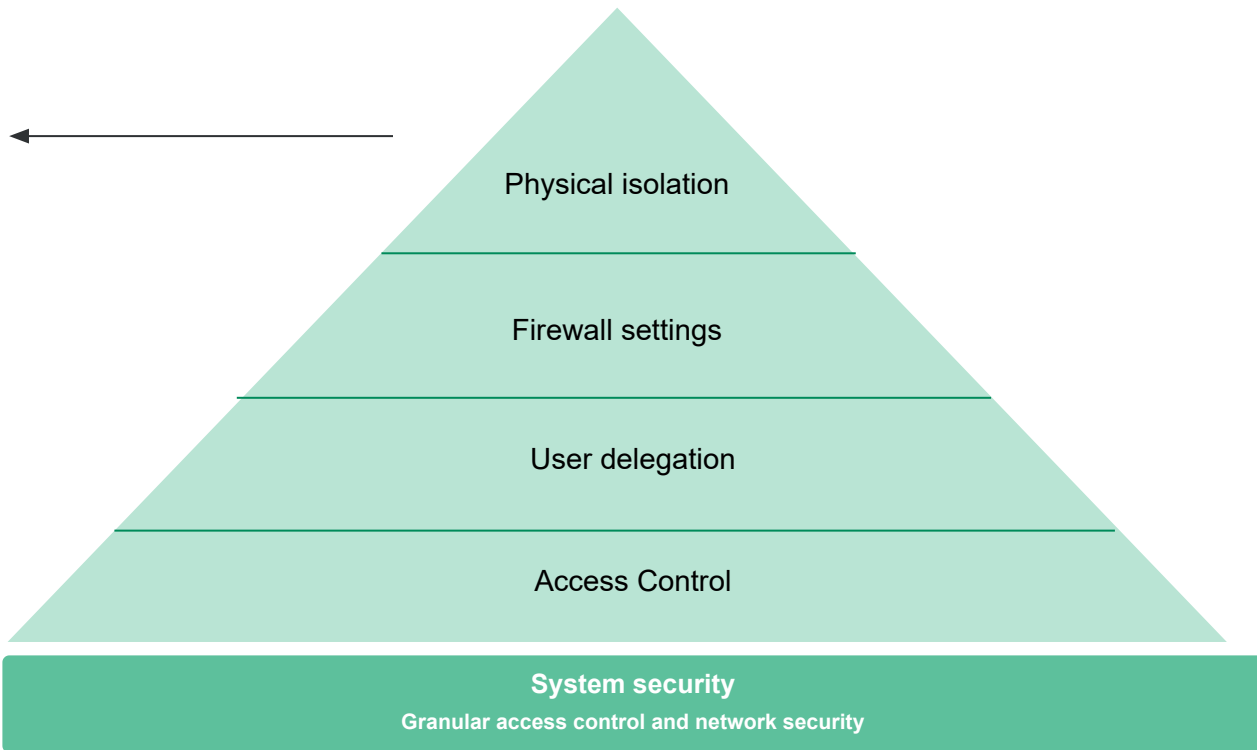 Physical isolation
Firewall settings
User delegation
Access Control
System security
Granular access control and network security